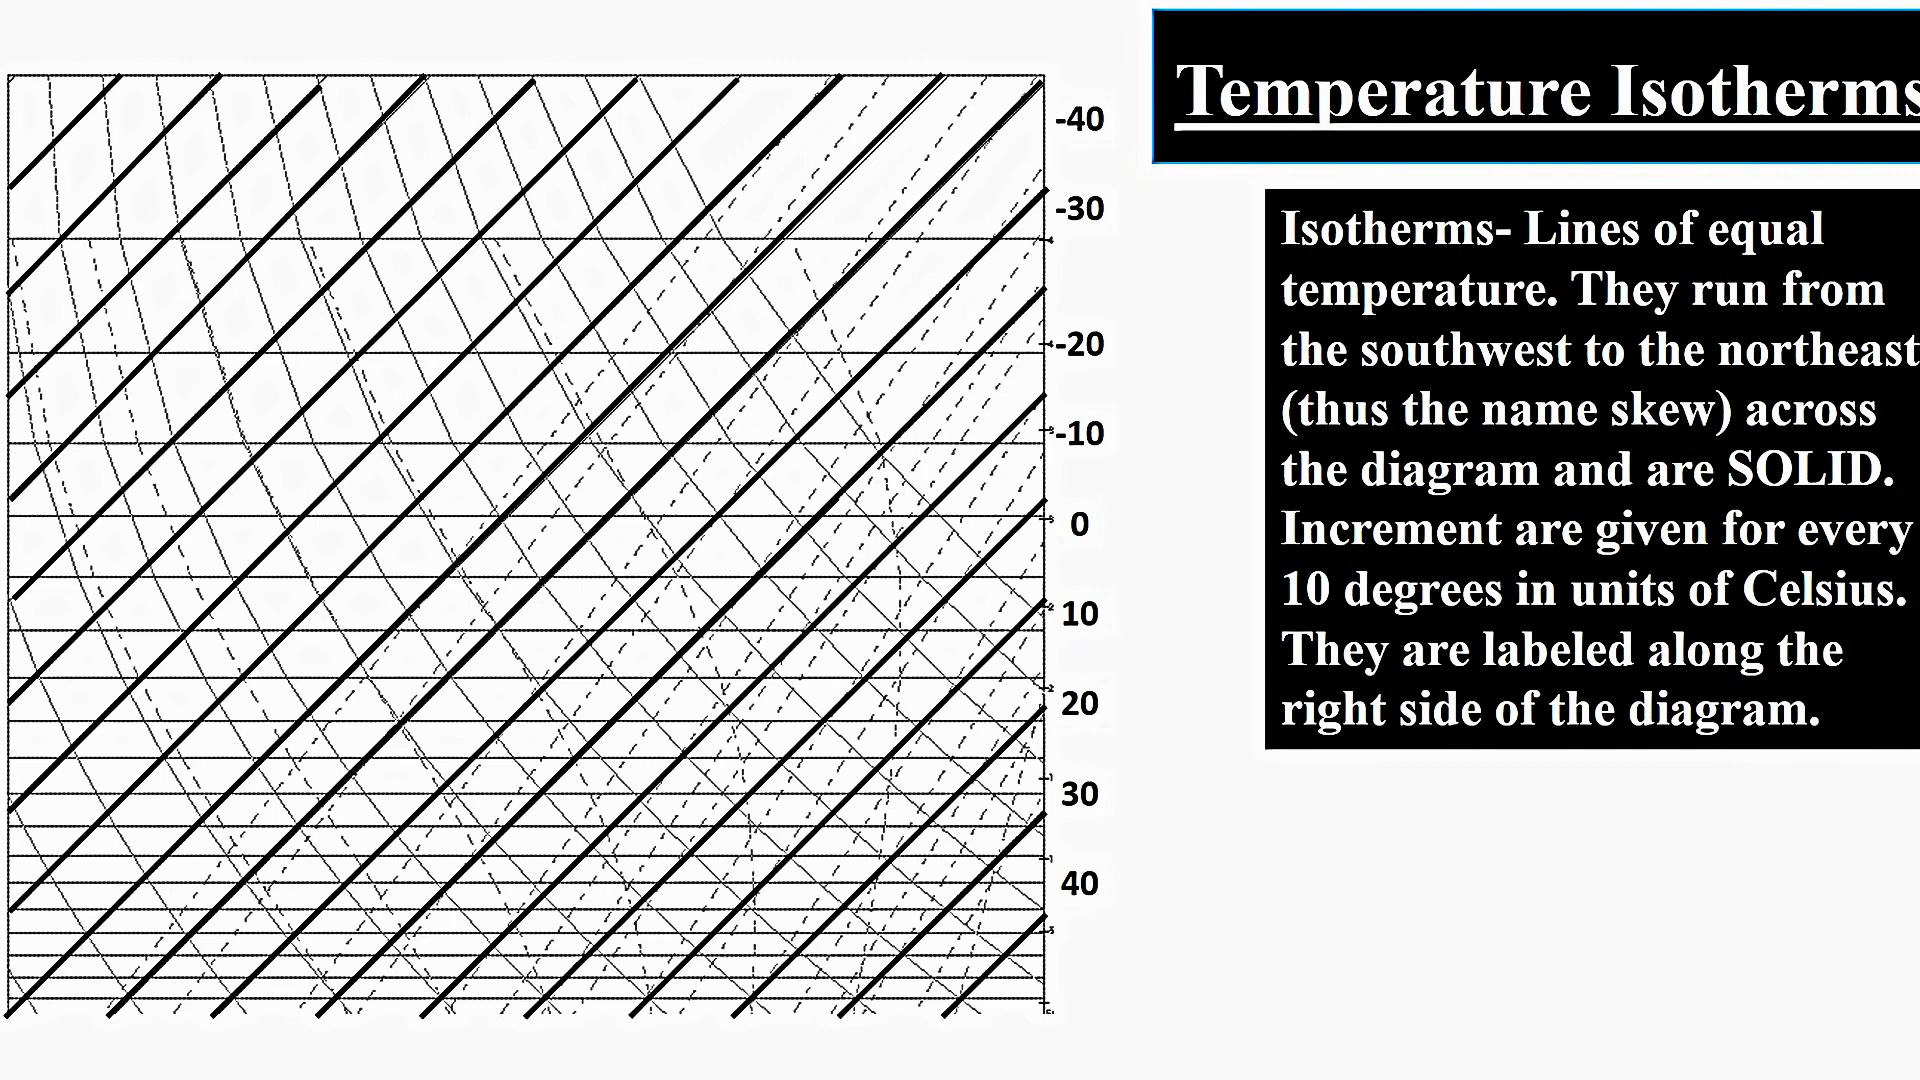 Temperature Isotherms
-40
-30
-20
-10
0
10
20
30
40
Isotherms- Lines of equal
temperature. They run from
the southwest to the northeast
(thus the name skew) across
the diagram and are SOLID.
Increment are given for every
10 degrees in units of Celsius.
They are labeled along the
right side of the diagram.